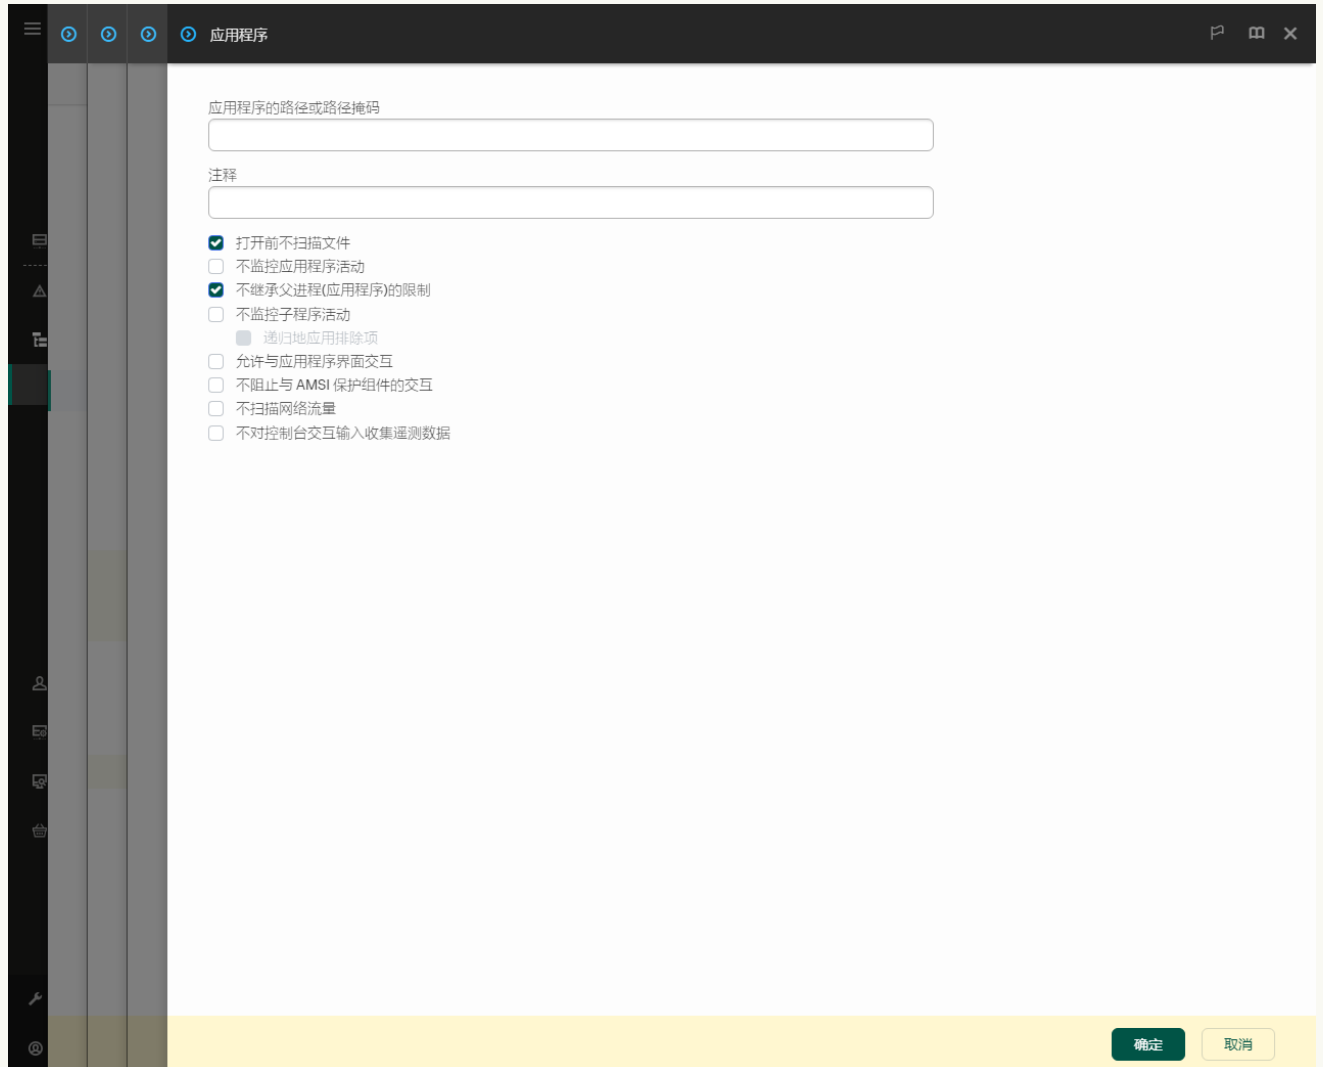 应用程序
应用程序的路径或路径掩码
注释
打开前不扫描文件
不监控应用程序活动
不继承父进程(应用程序)的限制
不监控子程序活动
递归地应用排除项
允许与应用程序界面交互
不阻止与 AMSI 保护组件的交互
不扫描网络流量
不对控制台交互输入收集遥测数据
确定
取消